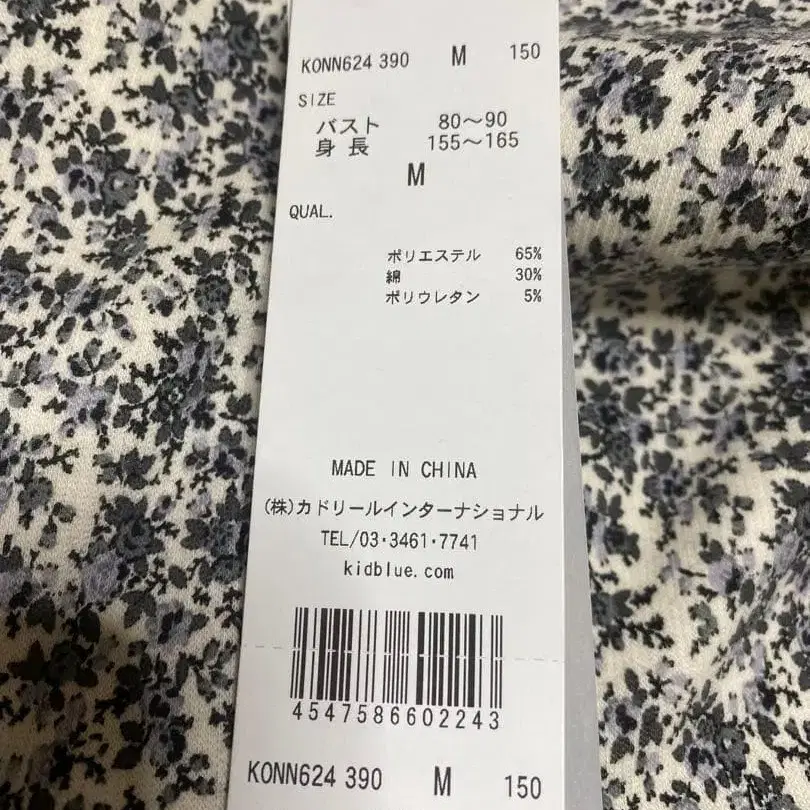 KONN624 390 M 150
SIZE
バスト 80〜90
身長 155〜165
M
QUAL.
ポリエステル 65%
綿 30%
ポリウレタン 5%
MADE IN CHINA
(株)カドリールインターナショナル
TEL/03・3461・7741
kidblue.com
4547586602243
KONN624 390 M 150